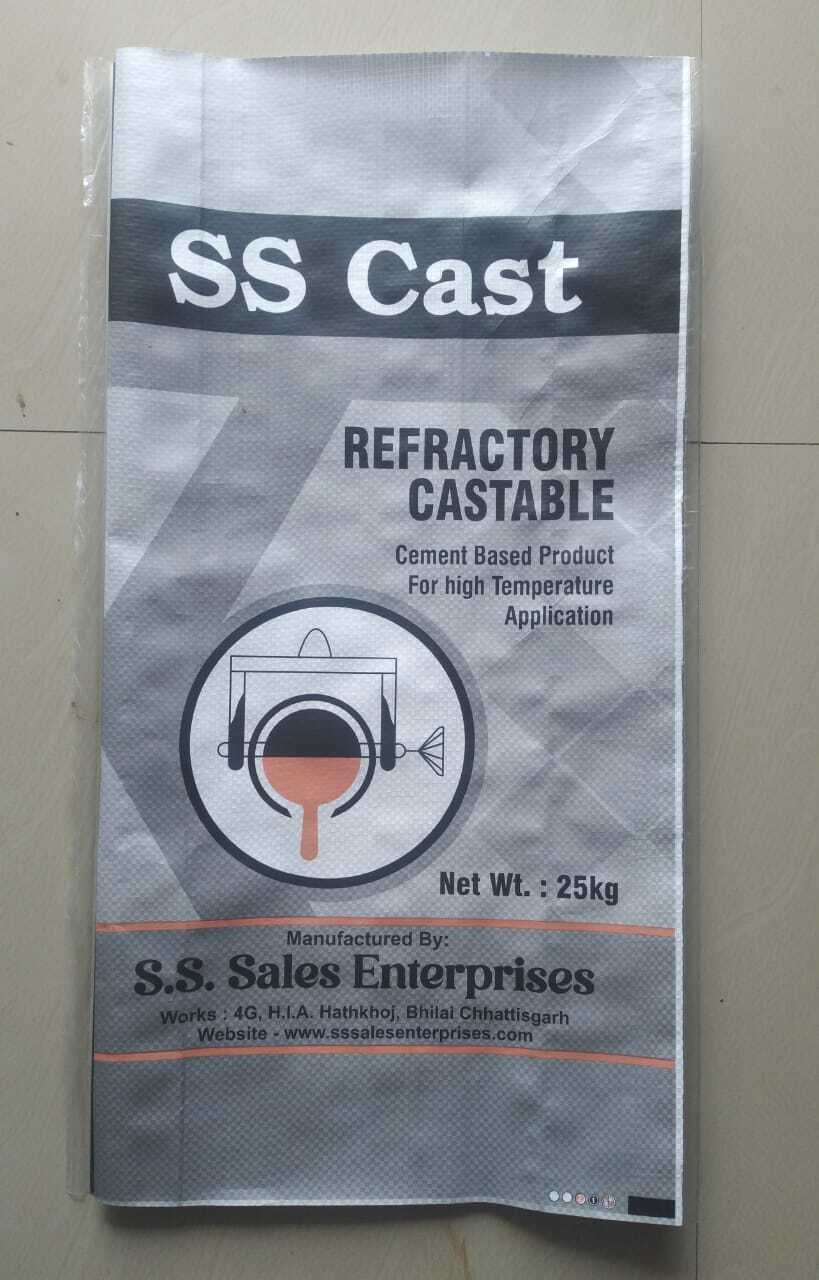 SS Cast
REFRACTORY
CASTABLE
Cement Based Product
For high Temperature
Application
Net Wt. : 25kg
Manufactured By:
S.S. Sales Enterprises
Works : 4G, H.I.A. Hathkhoj, Bhilai Chhattisgarh
Website - www.sssalesenterprises.com